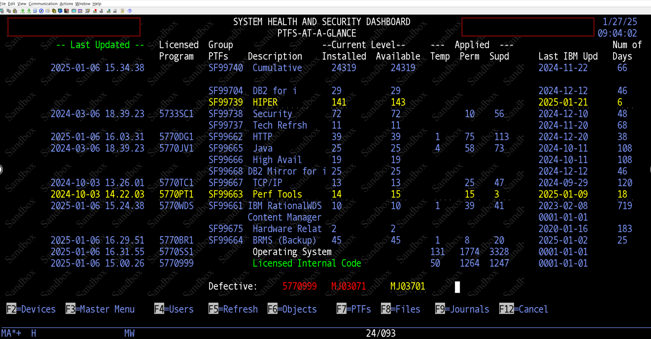 File Edit View Communication Actions Window Help
SYSTEM HEALTH AND SECURITY DASHBOARD 1/27/25
PTFS-AT-A-GLANCE 09:04:02
-- Last Updated -- Licensed Group --Current Level-- --- Applied --- Num of
Program PTFs Description Installed Available Temp Perm Supd Last IBM Upd Days
2025-01-06 15.34.38 SF99740 Cumulative 24319 24319 2024-11-22 66
SF99704 DB2 for i 29 29 2024-12-12 46
SF99739 HIPER 141 143 2025-01-21 6
2024-03-06 18.39.23 5733SC1 SF99738 Security 72 72 10 56 2024-12-10 48
SF99737 Tech Refrsh 11 11 2024-11-20 68
2025-01-06 16.03.31 5770DG1 SF99662 HTTP 39 39 1 75 113 2024-12-20 38
2024-03-06 18.39.23 5770JV1 SF99665 Java 25 25 4 58 73 2024-10-11 108
SF99666 High Avail 19 19 2024-10-11 108
SF99668 DB2 Mirror for i 25 25 2024-12-12 46
2024-10-03 13.26.01 5770TC1 SF99667 TCP/IP 13 13 25 47 2024-09-29 120
2024-10-03 14.22.03 5770PT1 SF99663 Perf Tools 14 15 15 3 2025-01-09 18
2025-01-06 15.24.38 5770WDS SF99661 IBM RationalWDS 10 10 1 39 41 2023-02-08 719
Content Manager 0001-01-01
SF99675 Hardware Relat 2 2 2020-01-16 183
2025-01-06 16.29.51 5770BR1 SF99664 BRMS (Backup) 45 45 1 8 20 2025-01-02 25
2025-01-06 16.31.55 5770SS1 Operating System 131 1774 3328 0001-01-01
2025-01-06 15.00.26 5770999 Licensed Internal Code 50 1264 1247 0001-01-01
Defective: 5770999 MJ03071 MJ03701
F2=Devices F3=Master Menu F4=Users F5=Refresh F6=Objects F7=PTFs F8=Files F9=Journals F12=Cancel
MA*+ H MW 24/093